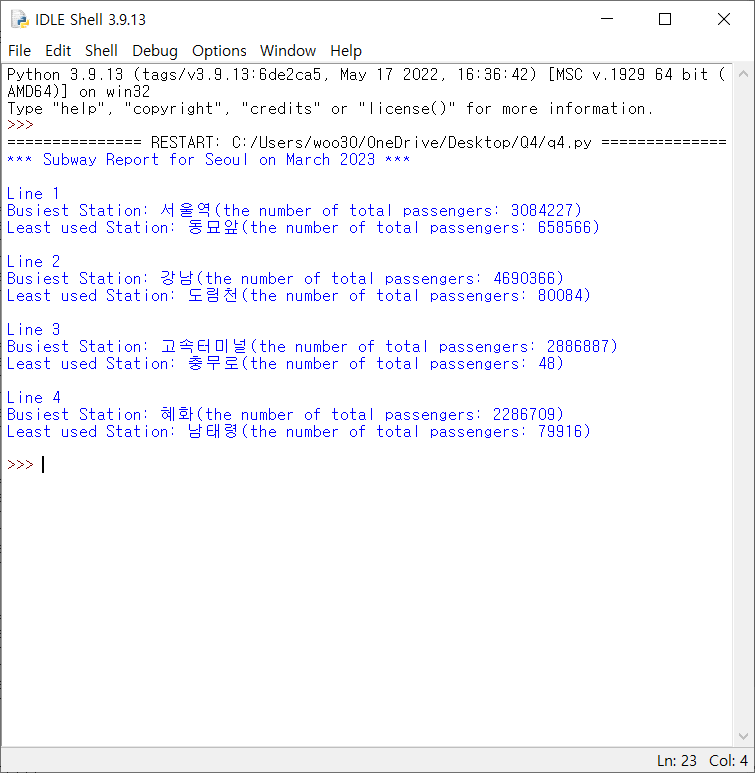 IDLE Shell 3.9.13
File Edit Shell Debug Options Window Help
Python 3.9.13 (tags/v3.9.13:6de2ca5, May 17 2022, 16:36:42) [MSC v.1929 64 bit (
AMD64)] on win32
Type "help", "copyright", "credits" or "license()" for more information.
>>>
=============== RESTART: C:/Users/woo30/OneDrive/Desktop/Q4/q4.py ==============
*** Subway Report for Seoul on March 2023 ***
Line 1
Busiest Station: 서울역(the number of total passengers: 3084227)
Least used Station: 동묘앞(the number of total passengers: 658566)
Line 2
Busiest Station: 강남(the number of total passengers: 4690366)
Least used Station: 도림천(the number of total passengers: 80084)
Line 3
Busiest Station: 고속터미널(the number of total passengers: 2886887)
Least used Station: 충무로(the number of total passengers: 48)
Line 4
Busiest Station: 혜화(the number of total passengers: 2286709)
Least used Station: 남태령(the number of total passengers: 79916)
>>>
Ln: 23 Col: 4